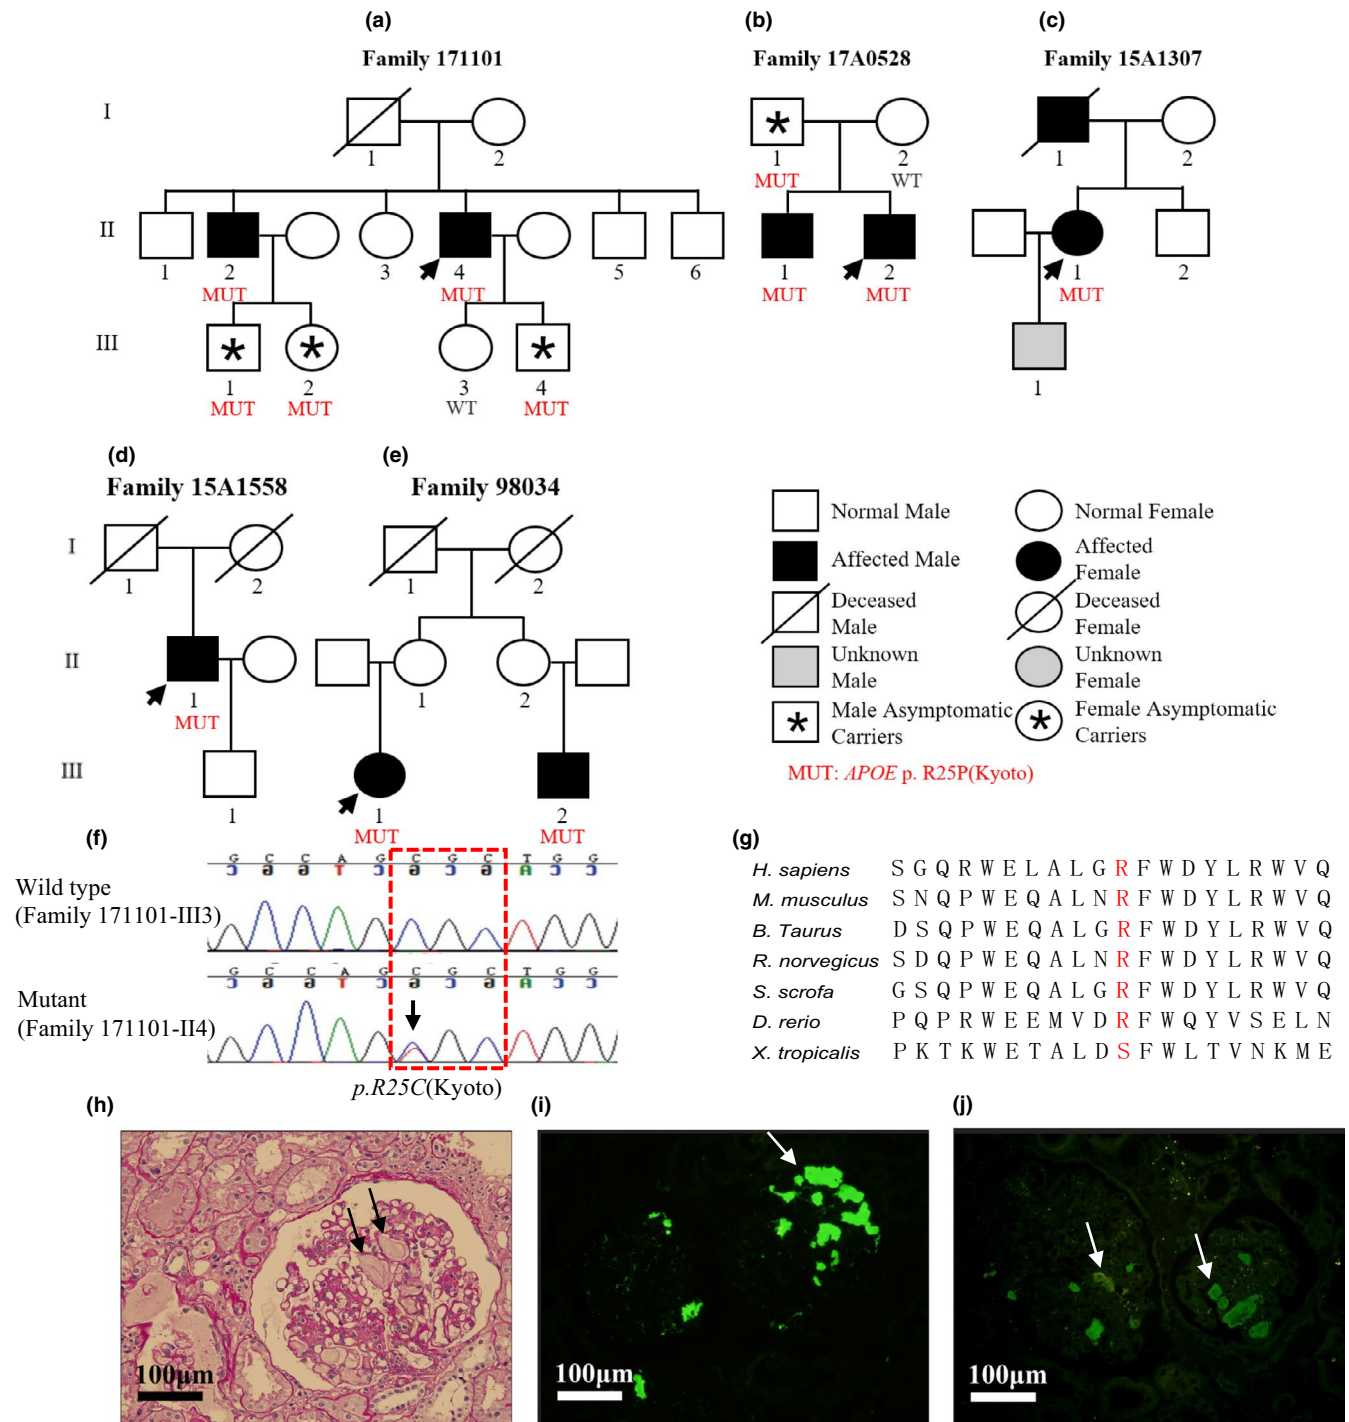 (a)
Family 171101
(b)
Family 17A0528
(c)
Family 15A1307
I
1
2
1
MUT
2
WT
1
2
II
1
2
MUT
3
4
MUT
5
6
1
MUT
2
MUT
1
MUT
2
III
*
1
MUT
*
2
MUT
3
WT
*
4
MUT
1
(d)
Family 15A1558
(e)
Family 98034
I
1
2
1
2
II
1
MUT
1
2
III
1
1
MUT
2
MUT
Normal Male
Normal Female
Affected Male
Affected
Female
Deceased
Male
Deceased
Female
Unknown
Male
Unknown
Female
* Male Asymptomatic
Carriers
* Female Asymptomatic
Carriers
MUT: APOE p. R25P(Kyoto)
(f)
Wild type
(Family 171101-III3)
G C C A G C G C T G G
Mutant
(Family 171101-II4)
G C C A G C G C T G G
p.R25C(Kyoto)
(g)
H. sapiens S G Q R W E L A L G R F W D Y L R W V Q
M. musculus S N Q P W E Q A L N R F W D Y L R W V Q
B. Taurus D S Q P W E Q A L G R F W D Y L R W V Q
R. norvegicus S D Q P W E Q A L N R F W D Y L R W V Q
S. scrofa G S Q P W E Q A L G R F W D Y L R W V Q
D. rerio P Q P R W E E M V D R F W Q Y V S E L N
X. tropicalis P K T K W E T A L D S F W L T V N K M E
(h)
100μm
(i)
100μm
(j)
100μm